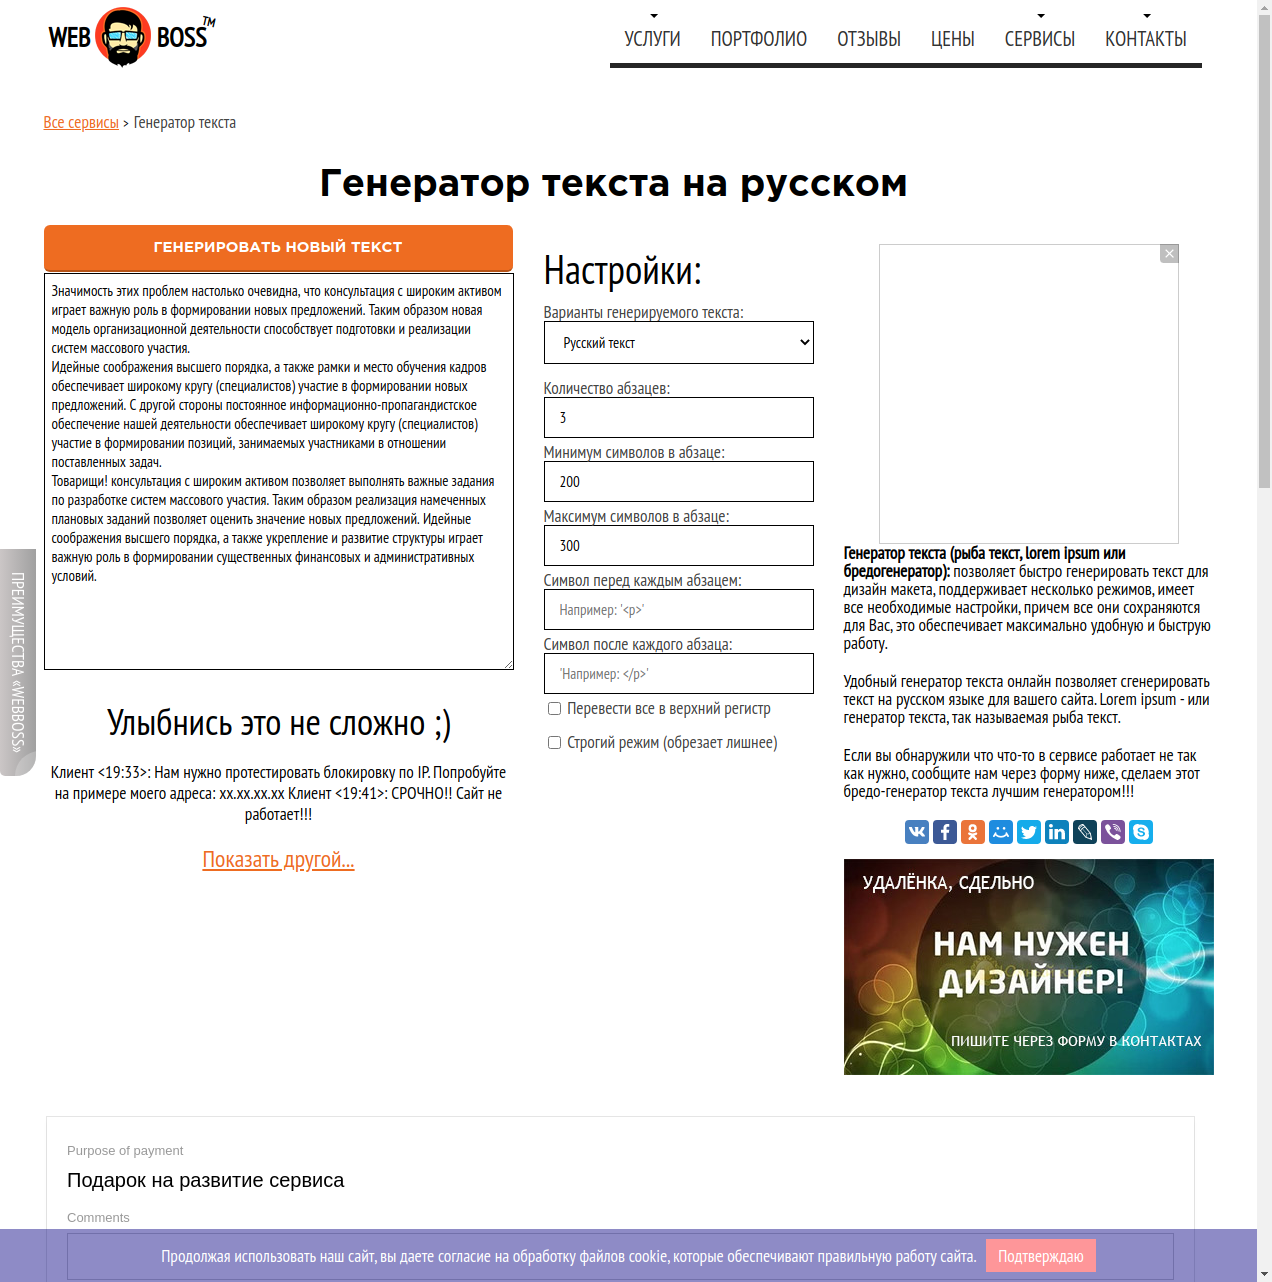 WEB BOSS™
УСЛУГИ ПОРТФОЛИО ОТЗЫВЫ ЦЕНЫ СЕРВИСЫ КОНТАКТЫ
Все сервисы > Генератор текста
Генератор текста на русском
ГЕНЕРИРОВАТЬ НОВЫЙ ТЕКСТ
Значимость этих проблем настолько очевидна, что консультация с широким активом
играет важную роль в формировании новых предложений. Таким образом новая
модель организационной деятельности способствует подготовки и реализации
систем массового участия.
Идейные соображения высшего порядка, а также рамки и место обучения кадров
обеспечивает широкому кругу (специалистов) участие в формировании новых
предложений. С другой стороны постоянное информационно-пропагандистское
обеспечение нашей деятельности обеспечивает широкому кругу (специалистов)
участие в формировании позиций, занимаемых участниками в отношении
поставленных задач.
Товарищи! консультация с широким активом позволяет выполнять важные задания
по разработке систем массового участия. Таким образом реализация намеченных
плановых заданий позволяет оценить значение новых предложений. Идейные
соображения высшего порядка, а также укрепление и развитие структуры играет
важную роль в формировании существенных финансовых и административных
условий.
ПРЕИМУЩЕСТВА «WEBBOSS»
Улыбнись это не сложно ;)
Клиент <19:33>: Нам нужно протестировать блокировку по IP. Попробуйте
на примере моего адреса: xx.xx.xx.xx Клиент <19:41>: СРОЧНО!! Сайт не
работает!!!
Показать другой...
Настройки:
Варианты генерируемого текста:
Русский текст
Количество абзацев:
3
Минимум символов в абзаце:
200
Максимум символов в абзаце:
300
Символ перед каждым абзацем:
Например: '<p>'
Символ после каждого абзаца:
'Например: </p>'
Перевести все в верхний регистр
Строгий режим (обрезает лишнее)
Генератор текста (рыба текст, lorem ipsum или
бредогенератор): позволяет быстро генерировать текст для
дизайн макета, поддерживает несколько режимов, имеет
все необходимые настройки, причем все они сохраняются
для Вас, это обеспечивает максимально удобную и быструю
работу.
Удобный генератор текста онлайн позволяет сгенерировать
текст на русском языке для вашего сайта. Lorem ipsum - или
генератор текста, так называемая рыба текст.
Если вы обнаружили что что-то в сервисе работает не так
как нужно, сообщите нам через форму ниже, сделаем этот
бредо-генератор текста лучшим генератором!!!
УДАЛЁНКА, СДЕЛЬНО
НАМ НУЖЕН
ДИЗАЙНЕР!
ПИШИТЕ ЧЕРЕЗ ФОРМУ В КОНТАКТАХ
Purpose of payment
Подарок на развитие сервиса
Comments
Продолжая использовать наш сайт, вы даете согласие на обработку файлов cookie, которые обеспечивают правильную работу сайта. Подтверждаю